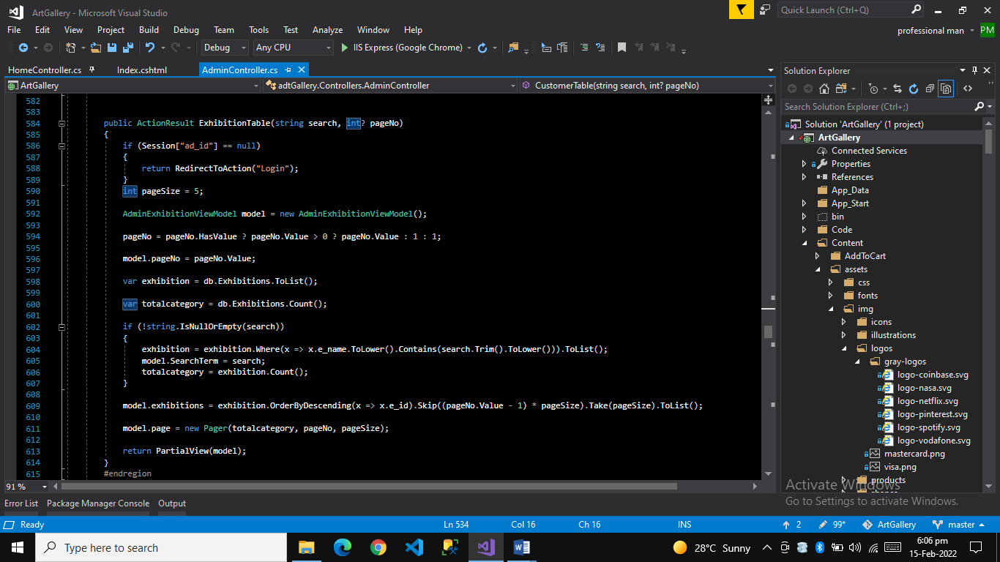 ArtGallery - Microsoft Visual Studio
Quick Launch (Ctrl+Q)
File Edit View Project Build Debug Team Tools Test Analyze Window Help
professional man PM
Debug Any CPU IIS Express (Google Chrome)
HomeController.cs Index.cshtml AdminController.cs
ArtGallery adtGallery.Controllers.AdminController CustomerTable(string search, int? pageNo)
582
583
584 public ActionResult ExhibitionTable(string search, int? pageNo)
585 {
586 if (Session["ad_id"] == null)
587 {
588 return RedirectToAction("Login");
589 }
590 int pageSize = 5;
591
592 AdminExhibitionViewModel model = new AdminExhibitionViewModel();
593
594 pageNo = pageNo.HasValue ? pageNo.Value > 0 ? pageNo.Value : 1 : 1;
595
596 model.pageNo = pageNo.Value;
597
598 var exhibition = db.Exhibitions.ToList();
599
600 var totalcategory = db.Exhibitions.Count();
601
602 if (!string.IsNullOrEmpty(search))
603 {
604 exhibition = exhibition.Where(x => x.e_name.ToLower().Contains(search.Trim().ToLower())).ToList();
605 model.SearchTerm = search;
606 totalcategory = exhibition.Count();
607 }
608
609 model.exhibitions = exhibition.OrderByDescending(x => x.e_id).Skip((pageNo.Value - 1) * pageSize).Take(pageSize).ToList();
610
611 model.page = new Pager(totalcategory, pageNo, pageSize);
612
613 return PartialView(model);
614 }
615 #endregion
91 %
Solution Explorer
Search Solution Explorer (Ctrl+;)
Solution 'ArtGallery' (1 project)
ArtGallery
Connected Services
Properties
References
App_Data
App_Start
bin
Code
Content
AddToCart
assets
css
fonts
img
icons
illustrations
logos
gray-logos
logo-coinbase.svg
logo-nasa.svg
logo-netflix.svg
logo-pinterest.svg
logo-spotify.svg
logo-vodafone.svg
mastercard.png
visa.png
products
Activate Windows
Go to Settings to activate Windows.
Error List Package Manager Console Output
Ready Ln 534 Col 16 Ch 16 INS 2 99* ArtGallery master
Type here to search
28°C Sunny
6:06 pm
15-Feb-2022